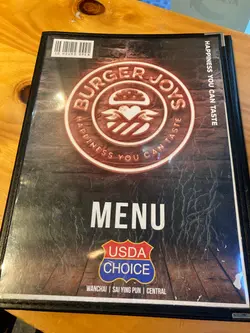 HAPPINESS YOU CAN TASTE
BURGER JOYS
HAPPINESS YOU CAN TASTE
MENU
USDA
CHOICE
WANCHAI | SAI YING PUN | CENTRAL